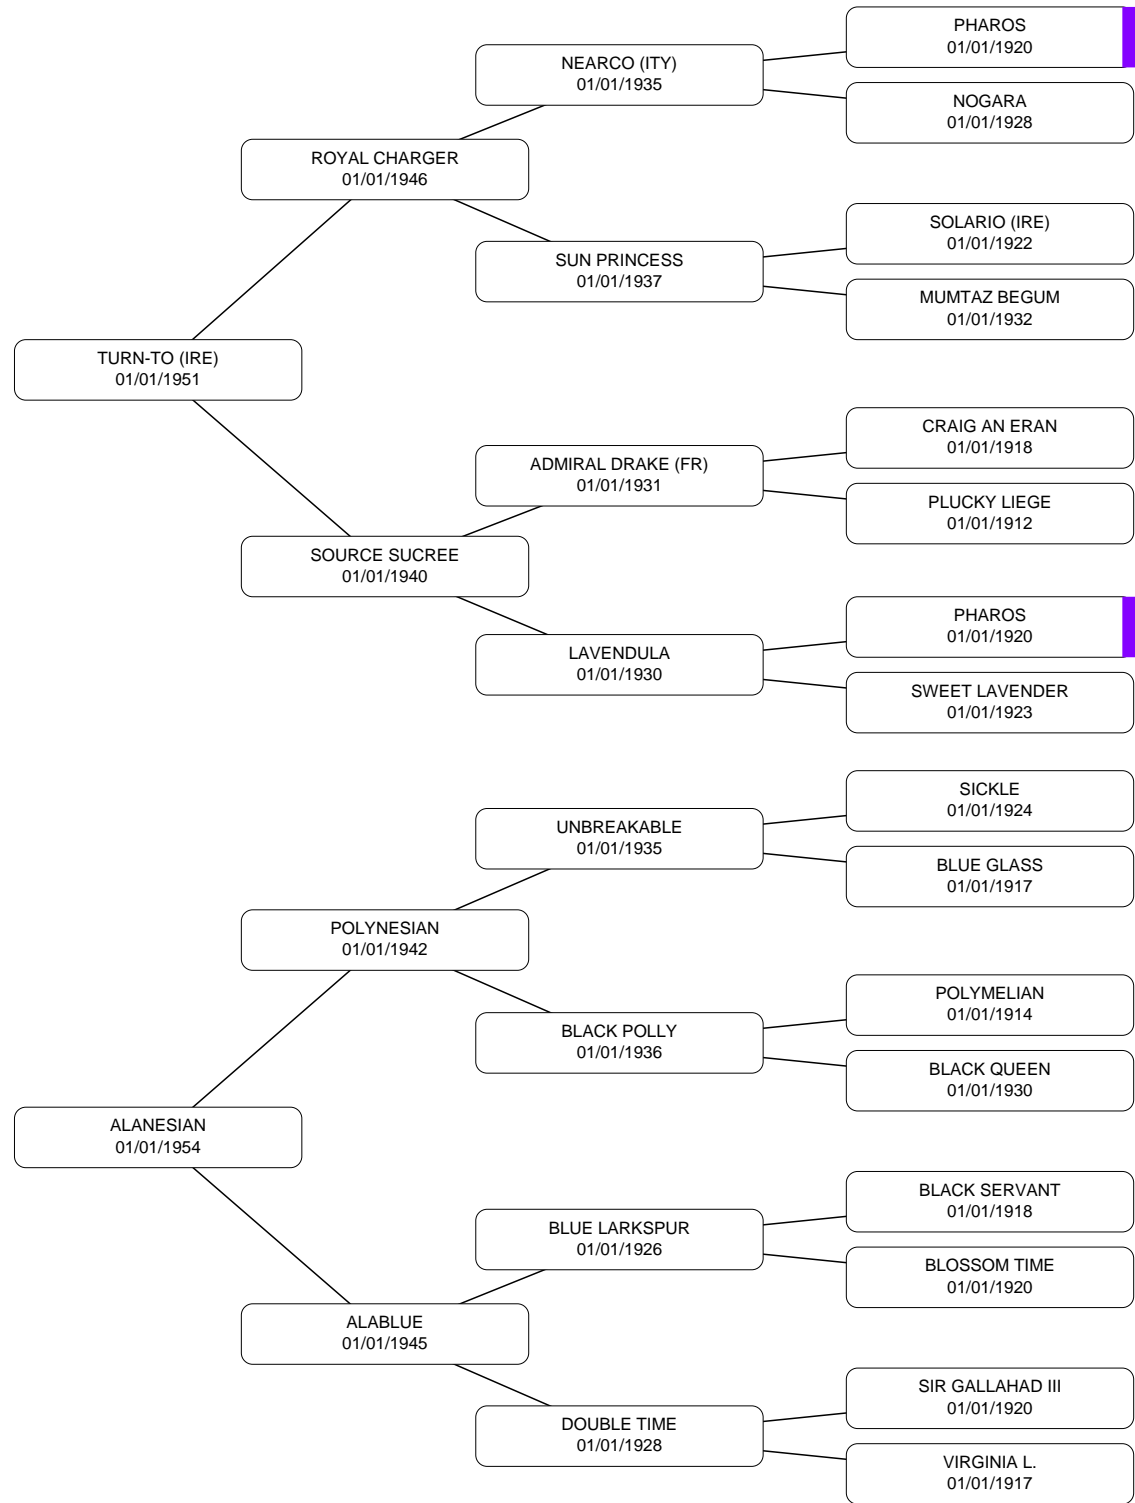 PHAROS
01/01/1920
NEARCO (ITY)
01/01/1935
NOGARA
01/01/1928
ROYAL CHARGER
01/01/1946
SOLARIO (IRE)
01/01/1922
SUN PRINCESS
01/01/1937
MUMTAZ BEGUM
01/01/1932
TURN-TO (IRE)
01/01/1951
CRAIG AN ERAN
01/01/1918
ADMIRAL DRAKE (FR)
01/01/1931
PLUCKY LIEGE
01/01/1912
SOURCE SUCREE
01/01/1940
PHAROS
01/01/1920
LAVENDULA
01/01/1930
SWEET LAVENDER
01/01/1923
SICKLE
01/01/1924
UNBREAKABLE
01/01/1935
BLUE GLASS
01/01/1917
POLYNESIAN
01/01/1942
POLYMELIAN
01/01/1914
BLACK POLLY
01/01/1936
BLACK QUEEN
01/01/1930
ALANESIAN
01/01/1954
BLACK SERVANT
01/01/1918
BLUE LARKSPUR
01/01/1926
BLOSSOM TIME
01/01/1920
ALABLUE
01/01/1945
SIR GALLAHAD III
01/01/1920
DOUBLE TIME
01/01/1928
VIRGINIA L.
01/01/1917